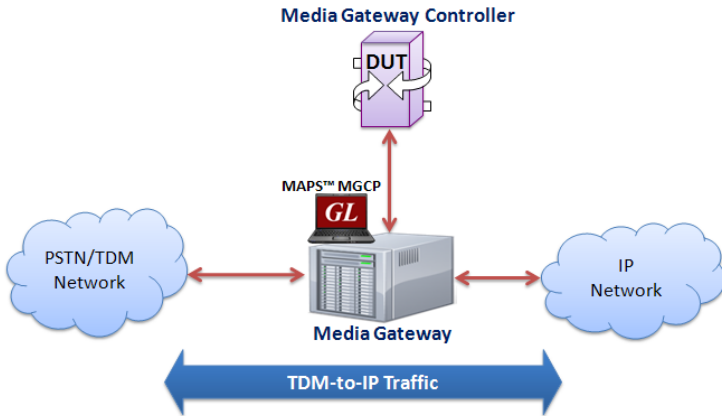 Media Gateway Controller
DUT
MAPS™ MGCP
GL
PSTN/TDM
Network
IP
Network
Media Gateway
TDM-to-IP Traffic